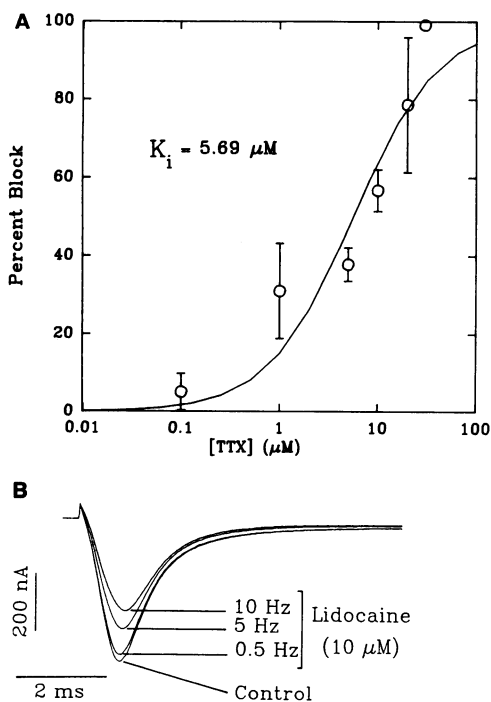 A
100
80
60
40
20
0
Percent Block
Ki = 5.69 μM
0.01
0.1
1
10
100
[TTX] (μM)
B
200 nA
2 ms
10 Hz
5 Hz
0.5 Hz
Lidocaine
(10 μM)
Control